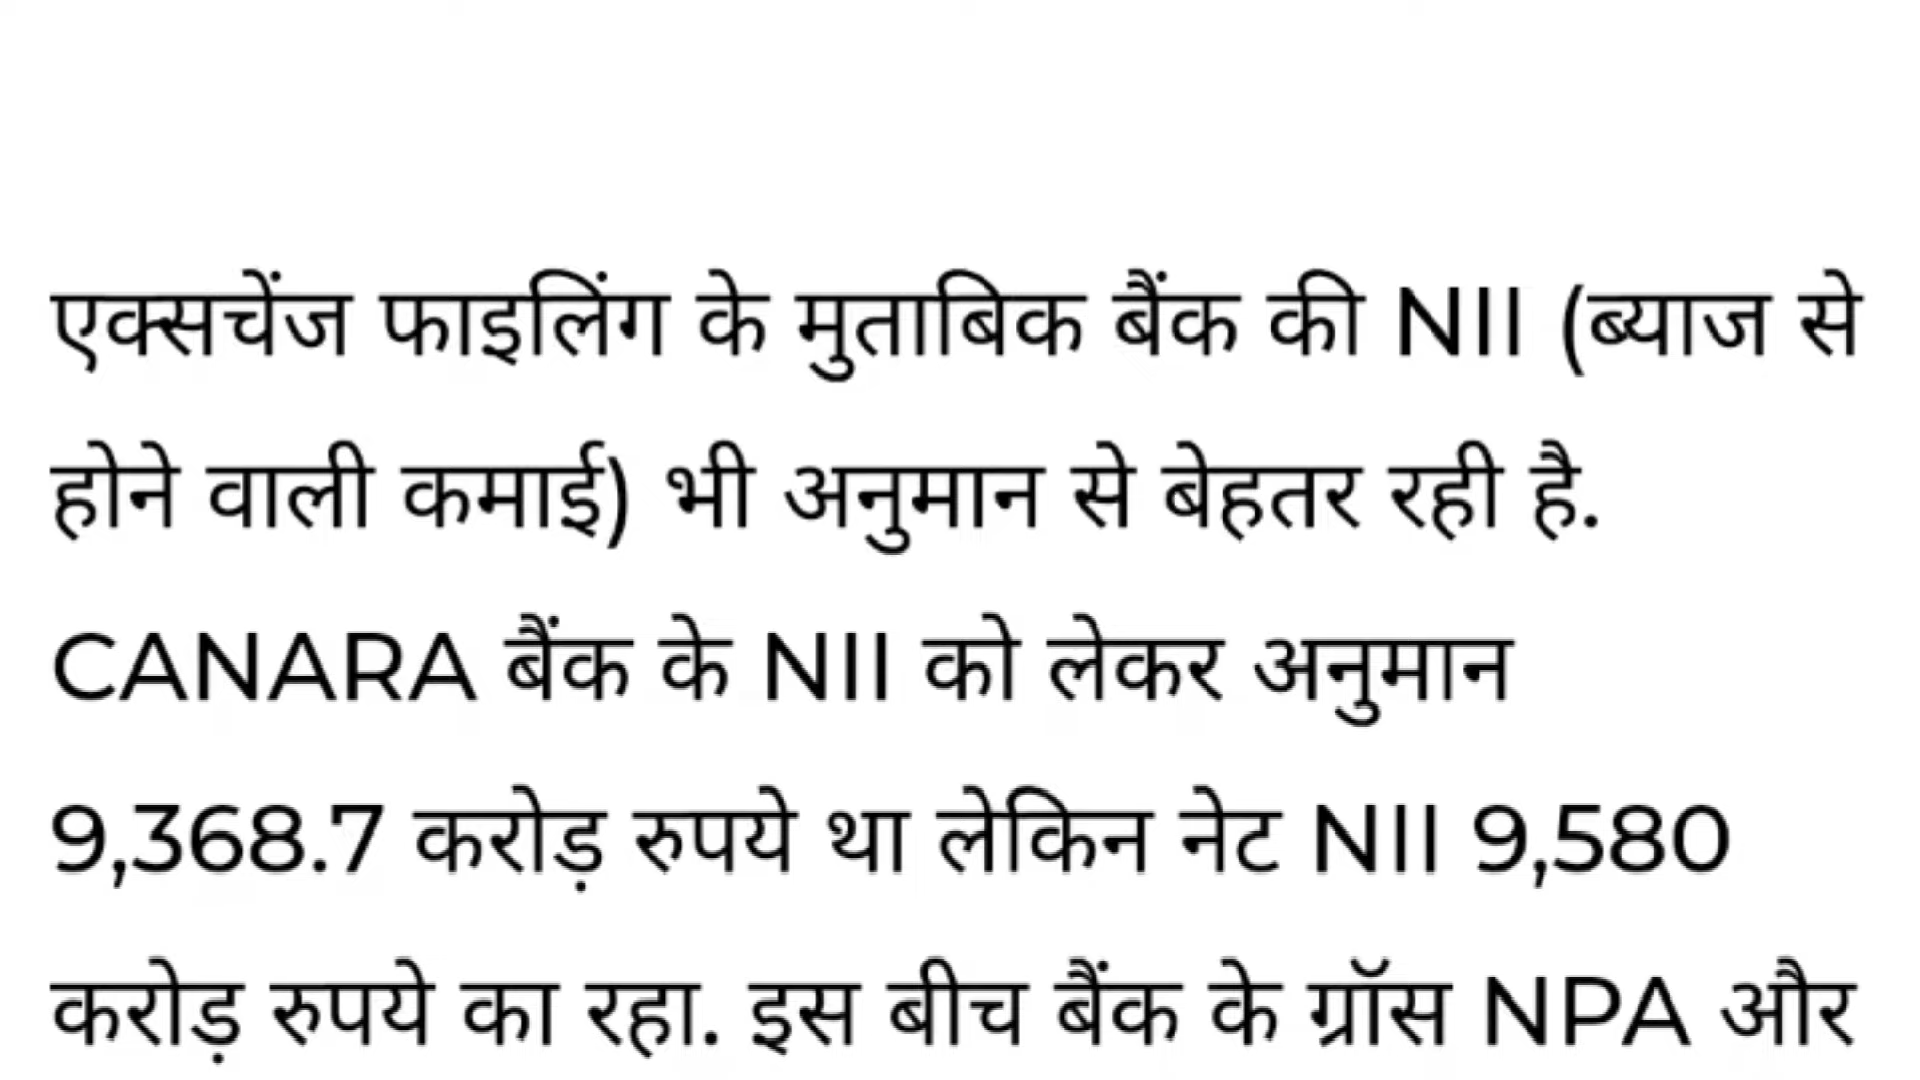 एक्सचेंज फाइलिंग के मुताबिक बैंक की NII (ब्याज से
होने वाली कमाई) भी अनुमान से बेहतर रही है.
CANARA बैंक के NII को लेकर अनुमान
9,368.7 करोड़ रुपये था लेकिन नेट NII 9,580
करोड़ रुपये का रहा. इस बीच बैंक के ग्रॉस NPA और